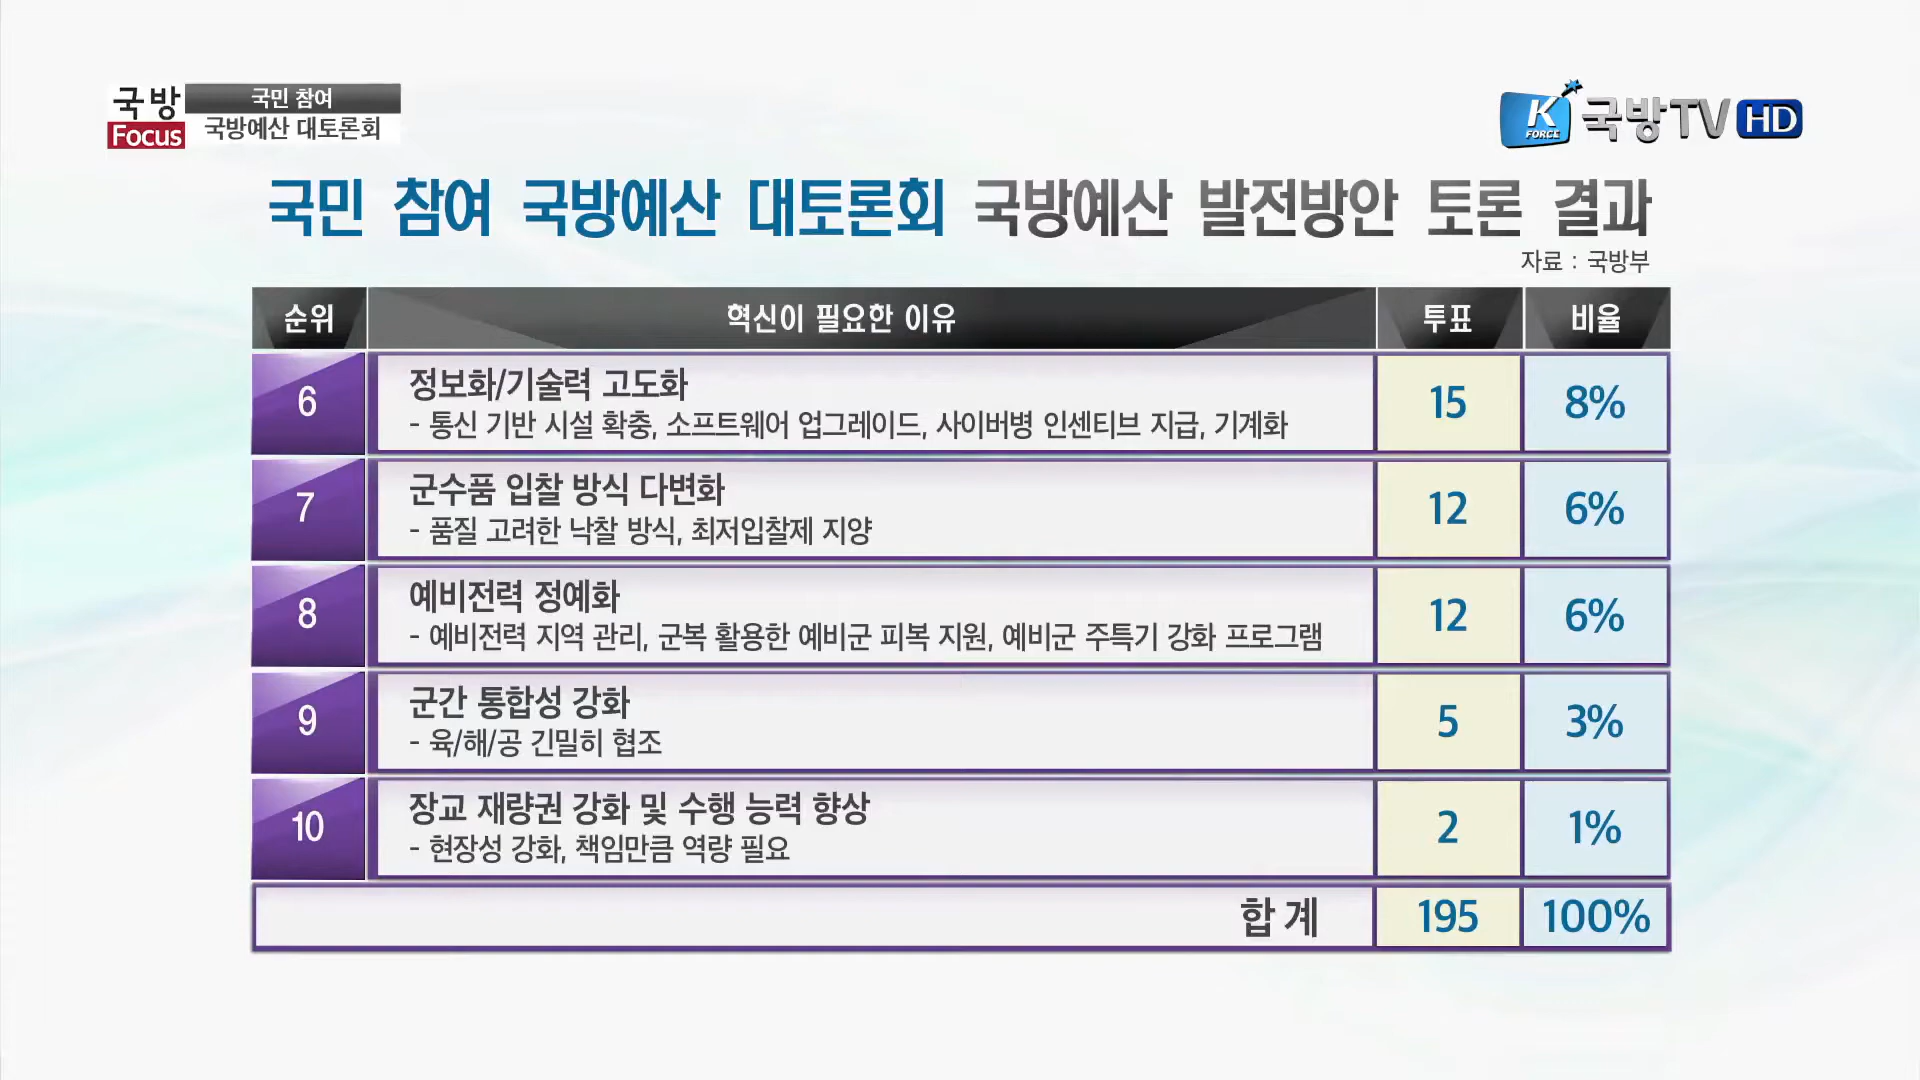 국방
Focus
국민 참여
국방예산 대토론회
K
FORCE
국방TV HD
국민 참여 국방예산 대토론회 국방예산 발전방안 토론 결과
자료 : 국방부
순위 혁신이 필요한 이유 투표 비율
6 정보화/기술력 고도화 15 8%
- 통신 기반 시설 확충, 소프트웨어 업그레이드, 사이버병 인센티브 지급, 기계화
7 군수품 입찰 방식 다변화 12 6%
- 품질 고려한 낙찰 방식, 최저입찰제 지양
8 예비전력 정예화 12 6%
- 예비전력 지역 관리, 군복 활용한 예비군 피복 지원, 예비군 주특기 강화 프로그램
9 군간 통합성 강화 5 3%
- 육/해/공 긴밀히 협조
10 장교 재량권 강화 및 수행 능력 향상 2 1%
- 현장성 강화, 책임만큼 역량 필요
합 계 195 100%